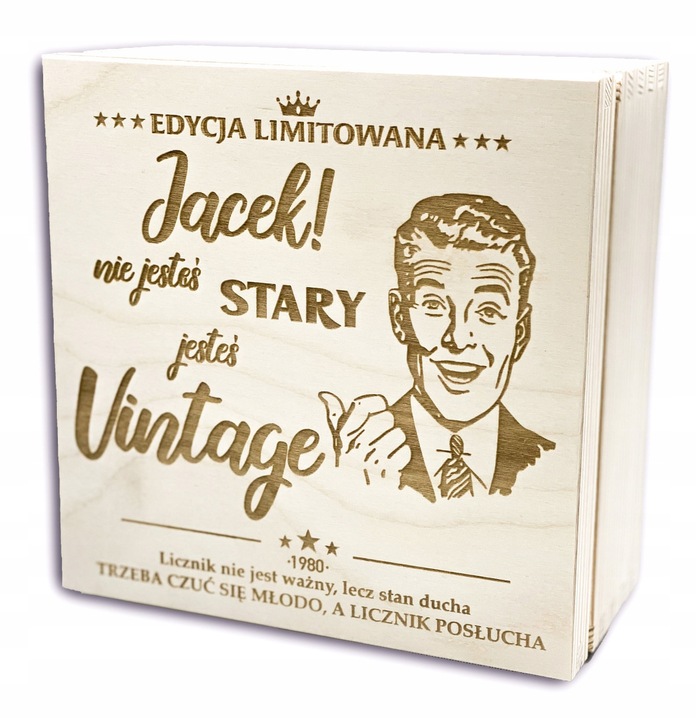 EDYCJA LIMITOWANA
Jacek!
nie jesteś STARY
jesteś
Vintage
·1980·
Licznik nie jest ważny, lecz stan ducha
TRZEBA CZUĆ SIĘ MŁODO, A LICZNIK POSŁUCHA